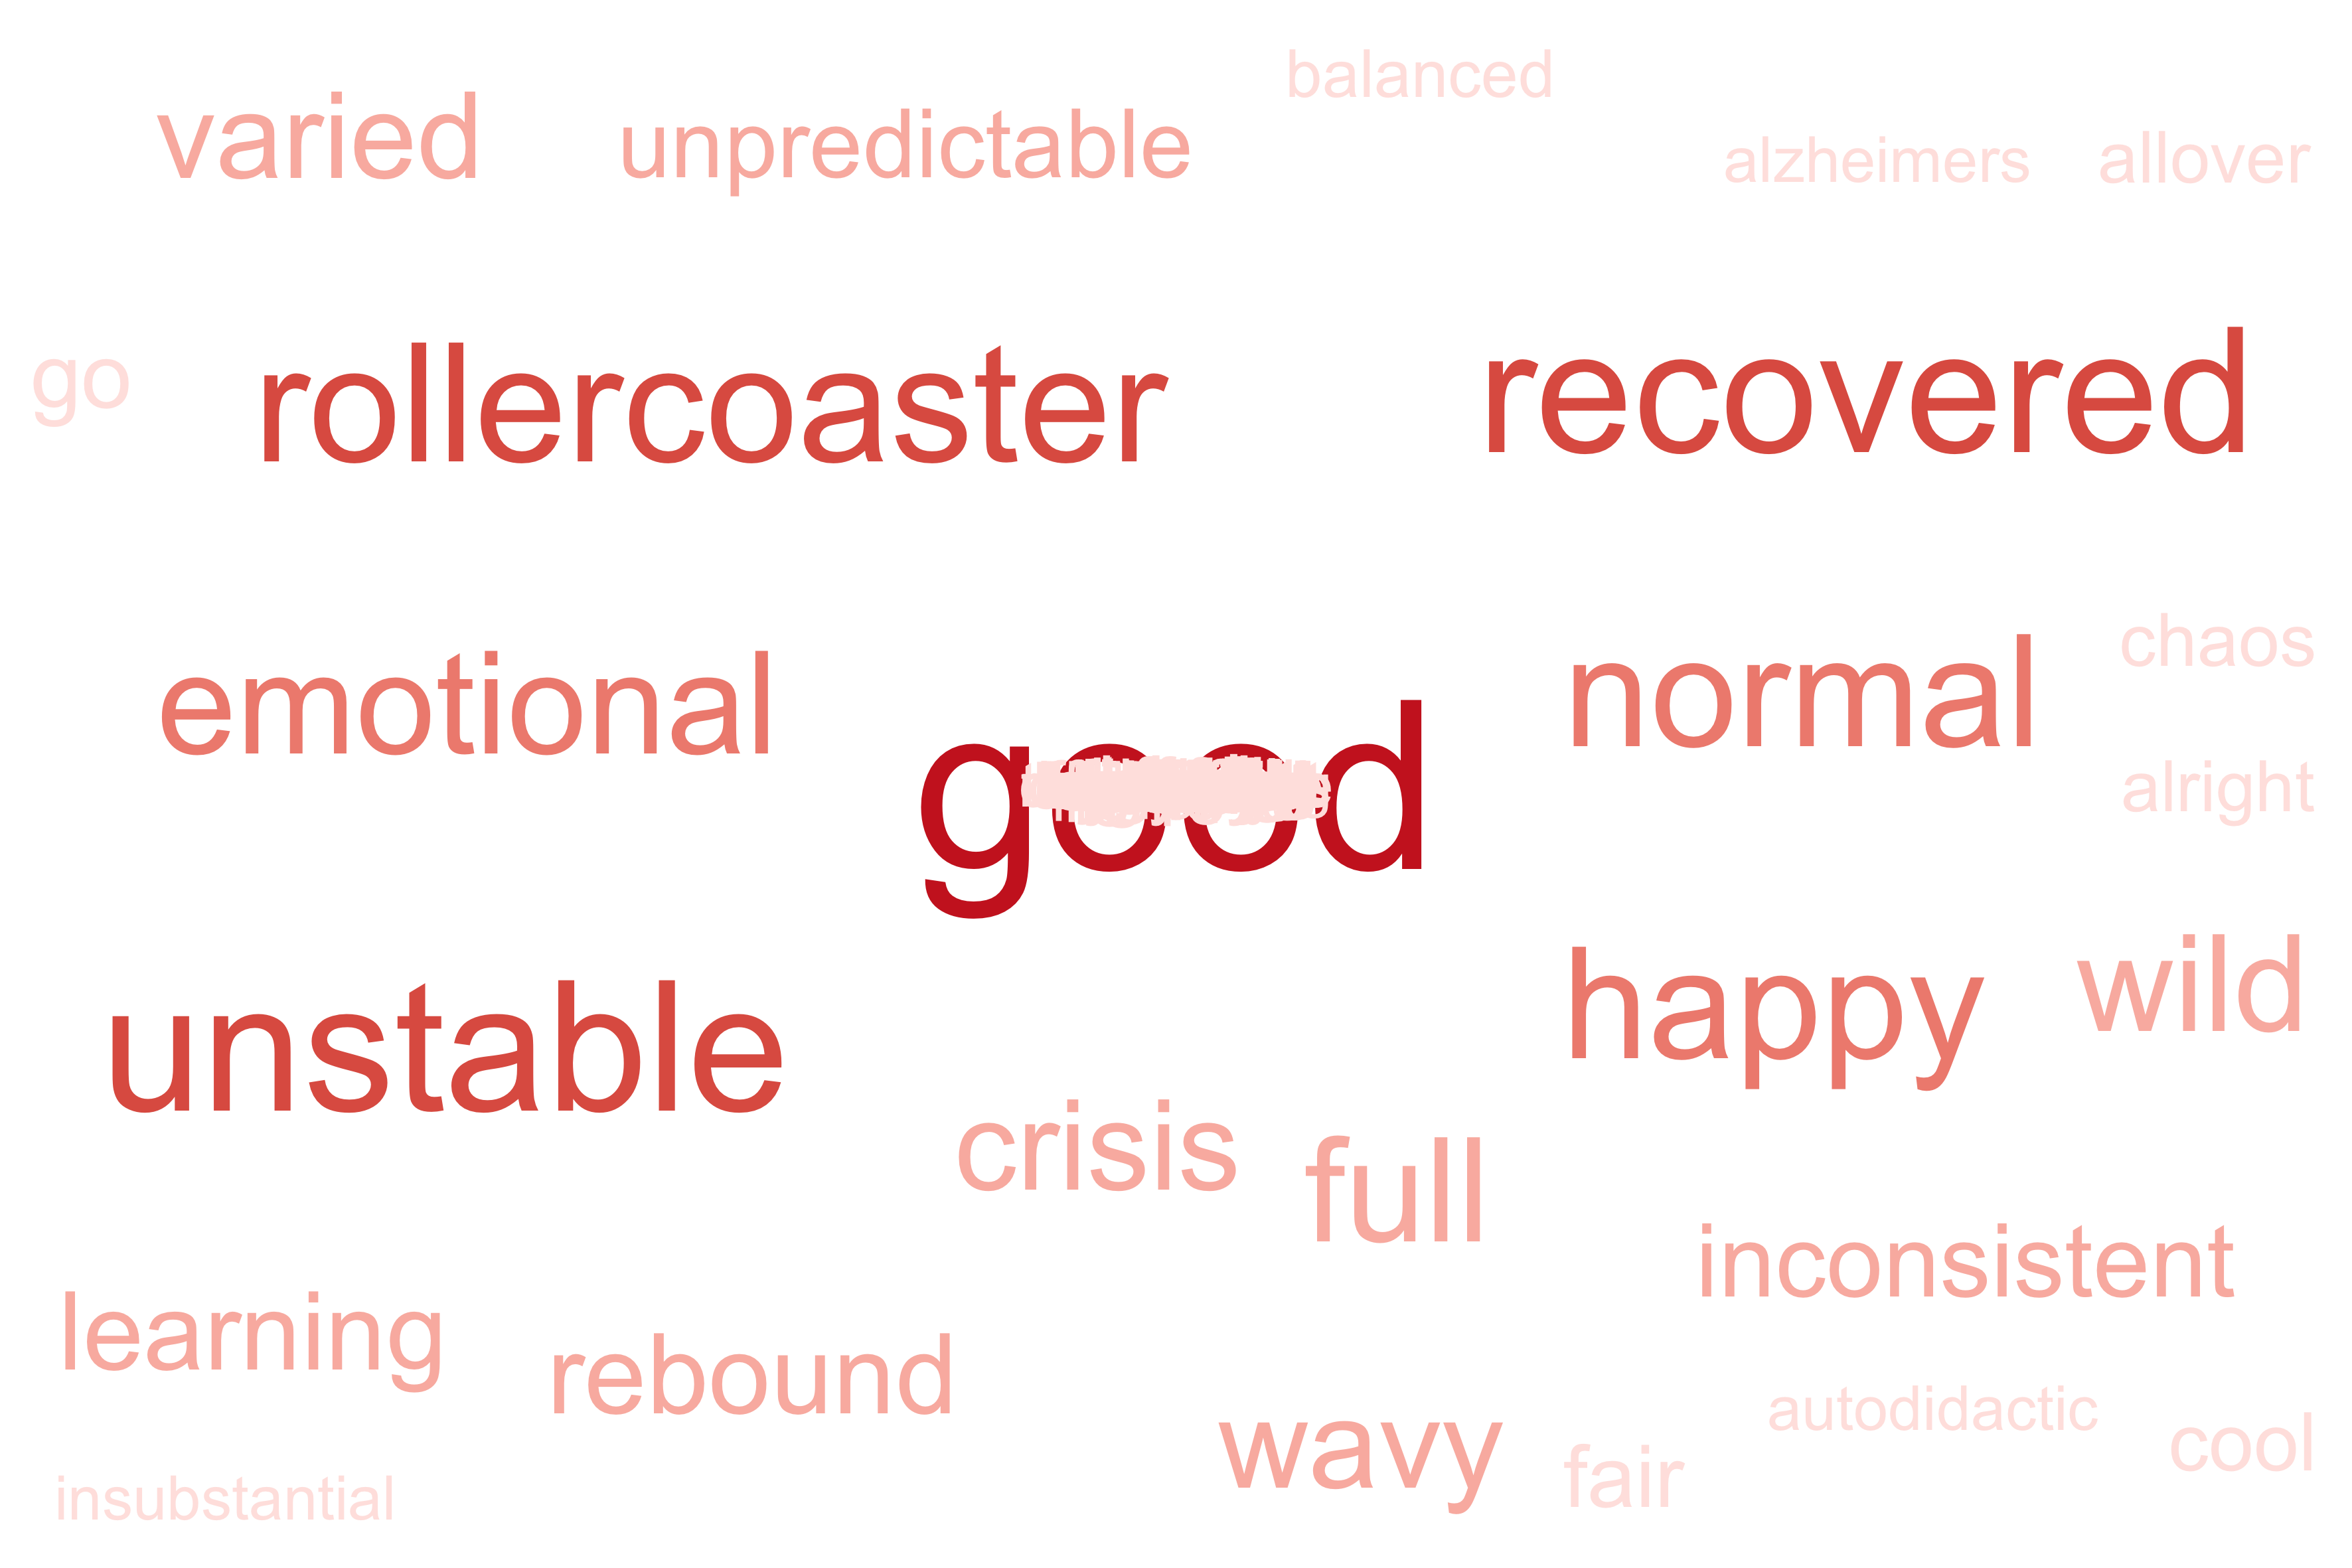 balanced
varied
unpredictable
alzheimers
allover
go
rollercoaster
recovered
emotional
normal
chaos
good
alright
unstable
happy
wild
crisis
full
inconsistent
learning
rebound
wavy
autodidactic
fair
cool
insubstantial